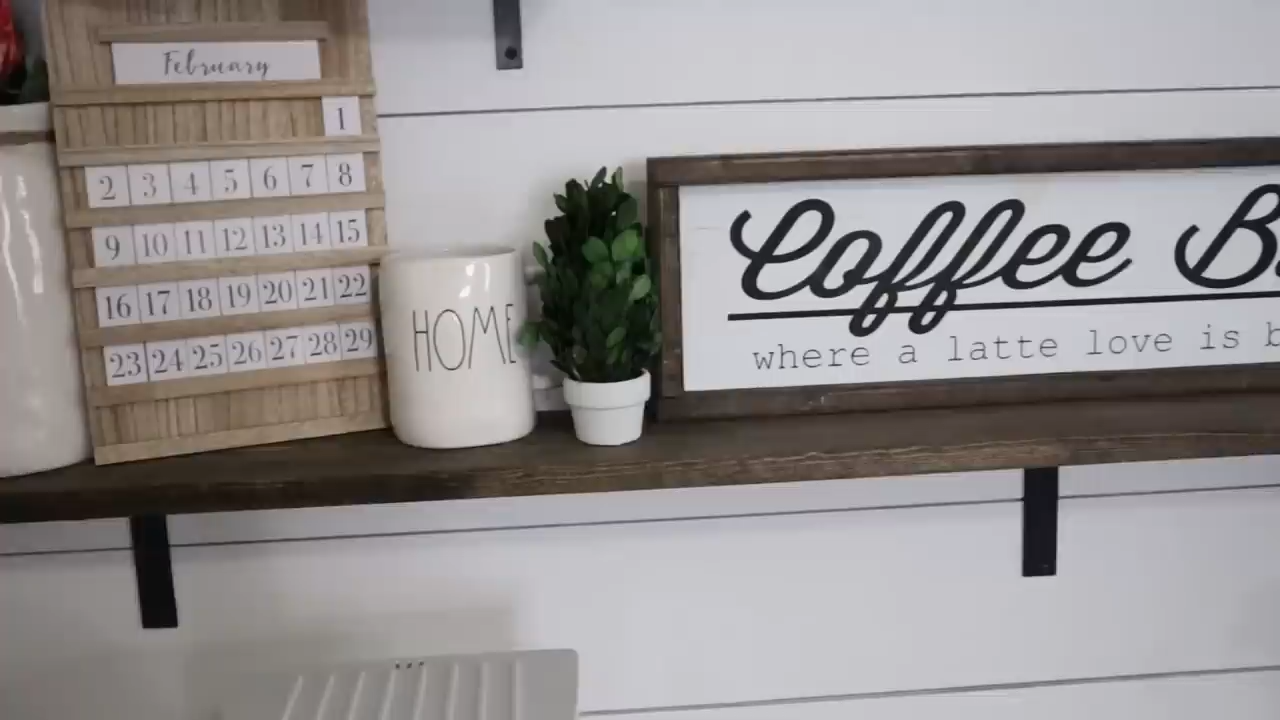 February
1
2 3 4 5 6 7 8
9 10 11 12 13 14 15
16 17 18 19 20 21 22
23 24 25 26 27 28 29
HOME
Coffee
where a latte love is